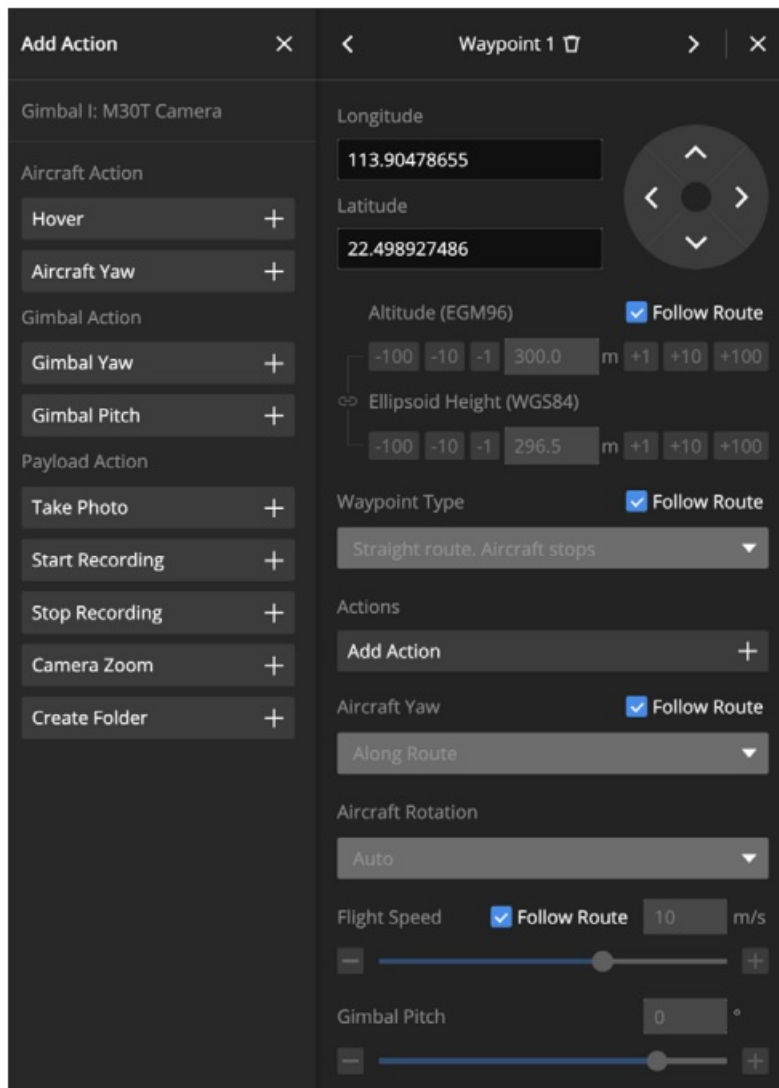 Add Action
Gimbal I: M30T Camera
Aircraft Action
Hover
Aircraft Yaw
Gimbal Action
Gimbal Yaw
Gimbal Pitch
Payload Action
Take Photo
Start Recording
Stop Recording
Camera Zoom
Create Folder
Waypoint 1
Longitude
113.90478655
Latitude
22.498927486
Altitude (EGM96) Follow Route
-100 -10 -1 300.0 m +1 +10 +100
Ellipsoid Height (WGS84)
-100 -10 -1 296.5 m +1 +10 +100
Waypoint Type Follow Route
Straight route. Aircraft stops
Actions
Add Action
Aircraft Yaw Follow Route
Along Route
Aircraft Rotation
Auto
Flight Speed Follow Route 10 m/s
Gimbal Pitch 0 °